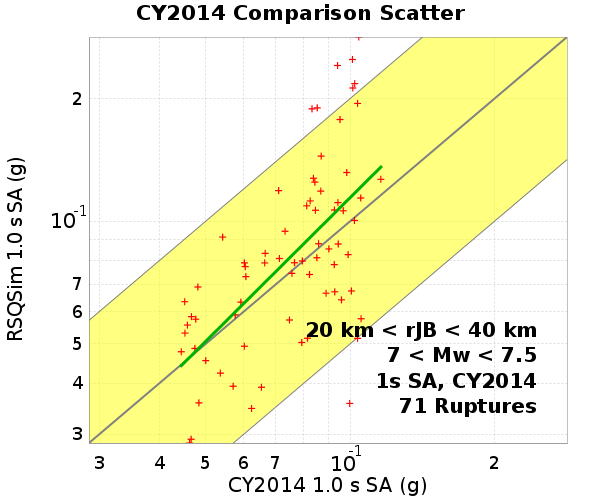 CY2014 Comparison Scatter
RSQSim 1.0 s SA (g)
2
10-1
7
6
5
4
3
20 km < rJB < 40 km
7 < Mw < 7.5
1s SA, CY2014
71 Ruptures
3 4 5 6 7 10-1 2
CY2014 1.0 s SA (g)